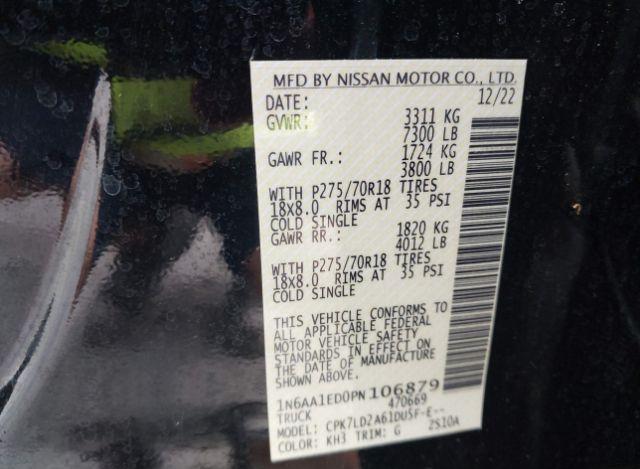 MFD BY NISSAN MOTOR CO., LTD.
DATE: 12/22
GVWR: 3311 KG
7300 LB
GAWR FR.: 1724 KG
3800 LB
WITH P275/70R18 TIRES
18X8.0 RIMS AT 35 PSI
COLD SINGLE
GAWR RR.: 1820 KG
4012 LB
WITH P275/70R18 TIRES
18X8.0 RIMS AT 35 PSI
COLD SINGLE
THIS VEHICLE CONFORMS TO
ALL APPLICABLE FEDERAL
MOTOR VEHICLE SAFETY
STANDARDS IN EFFECT ON
THE DATE OF MANUFACTURE
SHOWN ABOVE.
1N6AA1ED0PN106879
TRUCK 470669
MODEL: CPK7LD2A61DUSF-E--
COLOR: KH3 TRIM: G 2S10A